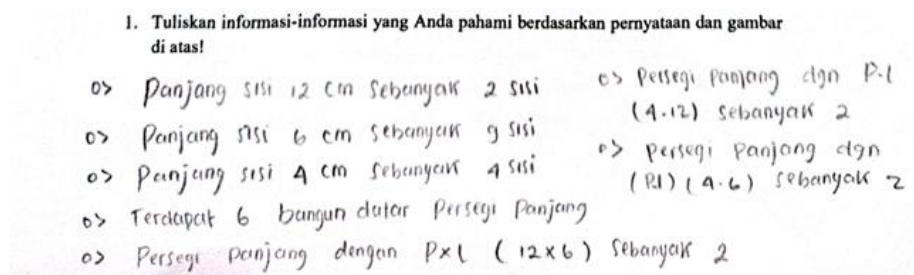 1. Tuliskan informasi-informasi yang Anda pahami berdasarkan pernyataan dan gambar
di atas!
o> Panjang sisi 12 cm sebanyak 2 sisi
o> Panjang sisi 6 cm sebanyak 9 sisi
o> Panjang sisi 4 cm sebanyak 4 sisi
o> Terdapat 6 bangun datar Persegi Panjang
o> Persegi panjang dengan P×l (12×6) Sebanyak 2
o> Persegi Panjang dgn P.l
(4.12) sebanyak 2
o> Persegi Panjang dgn
(P.l) (4.6) sebanyak 2